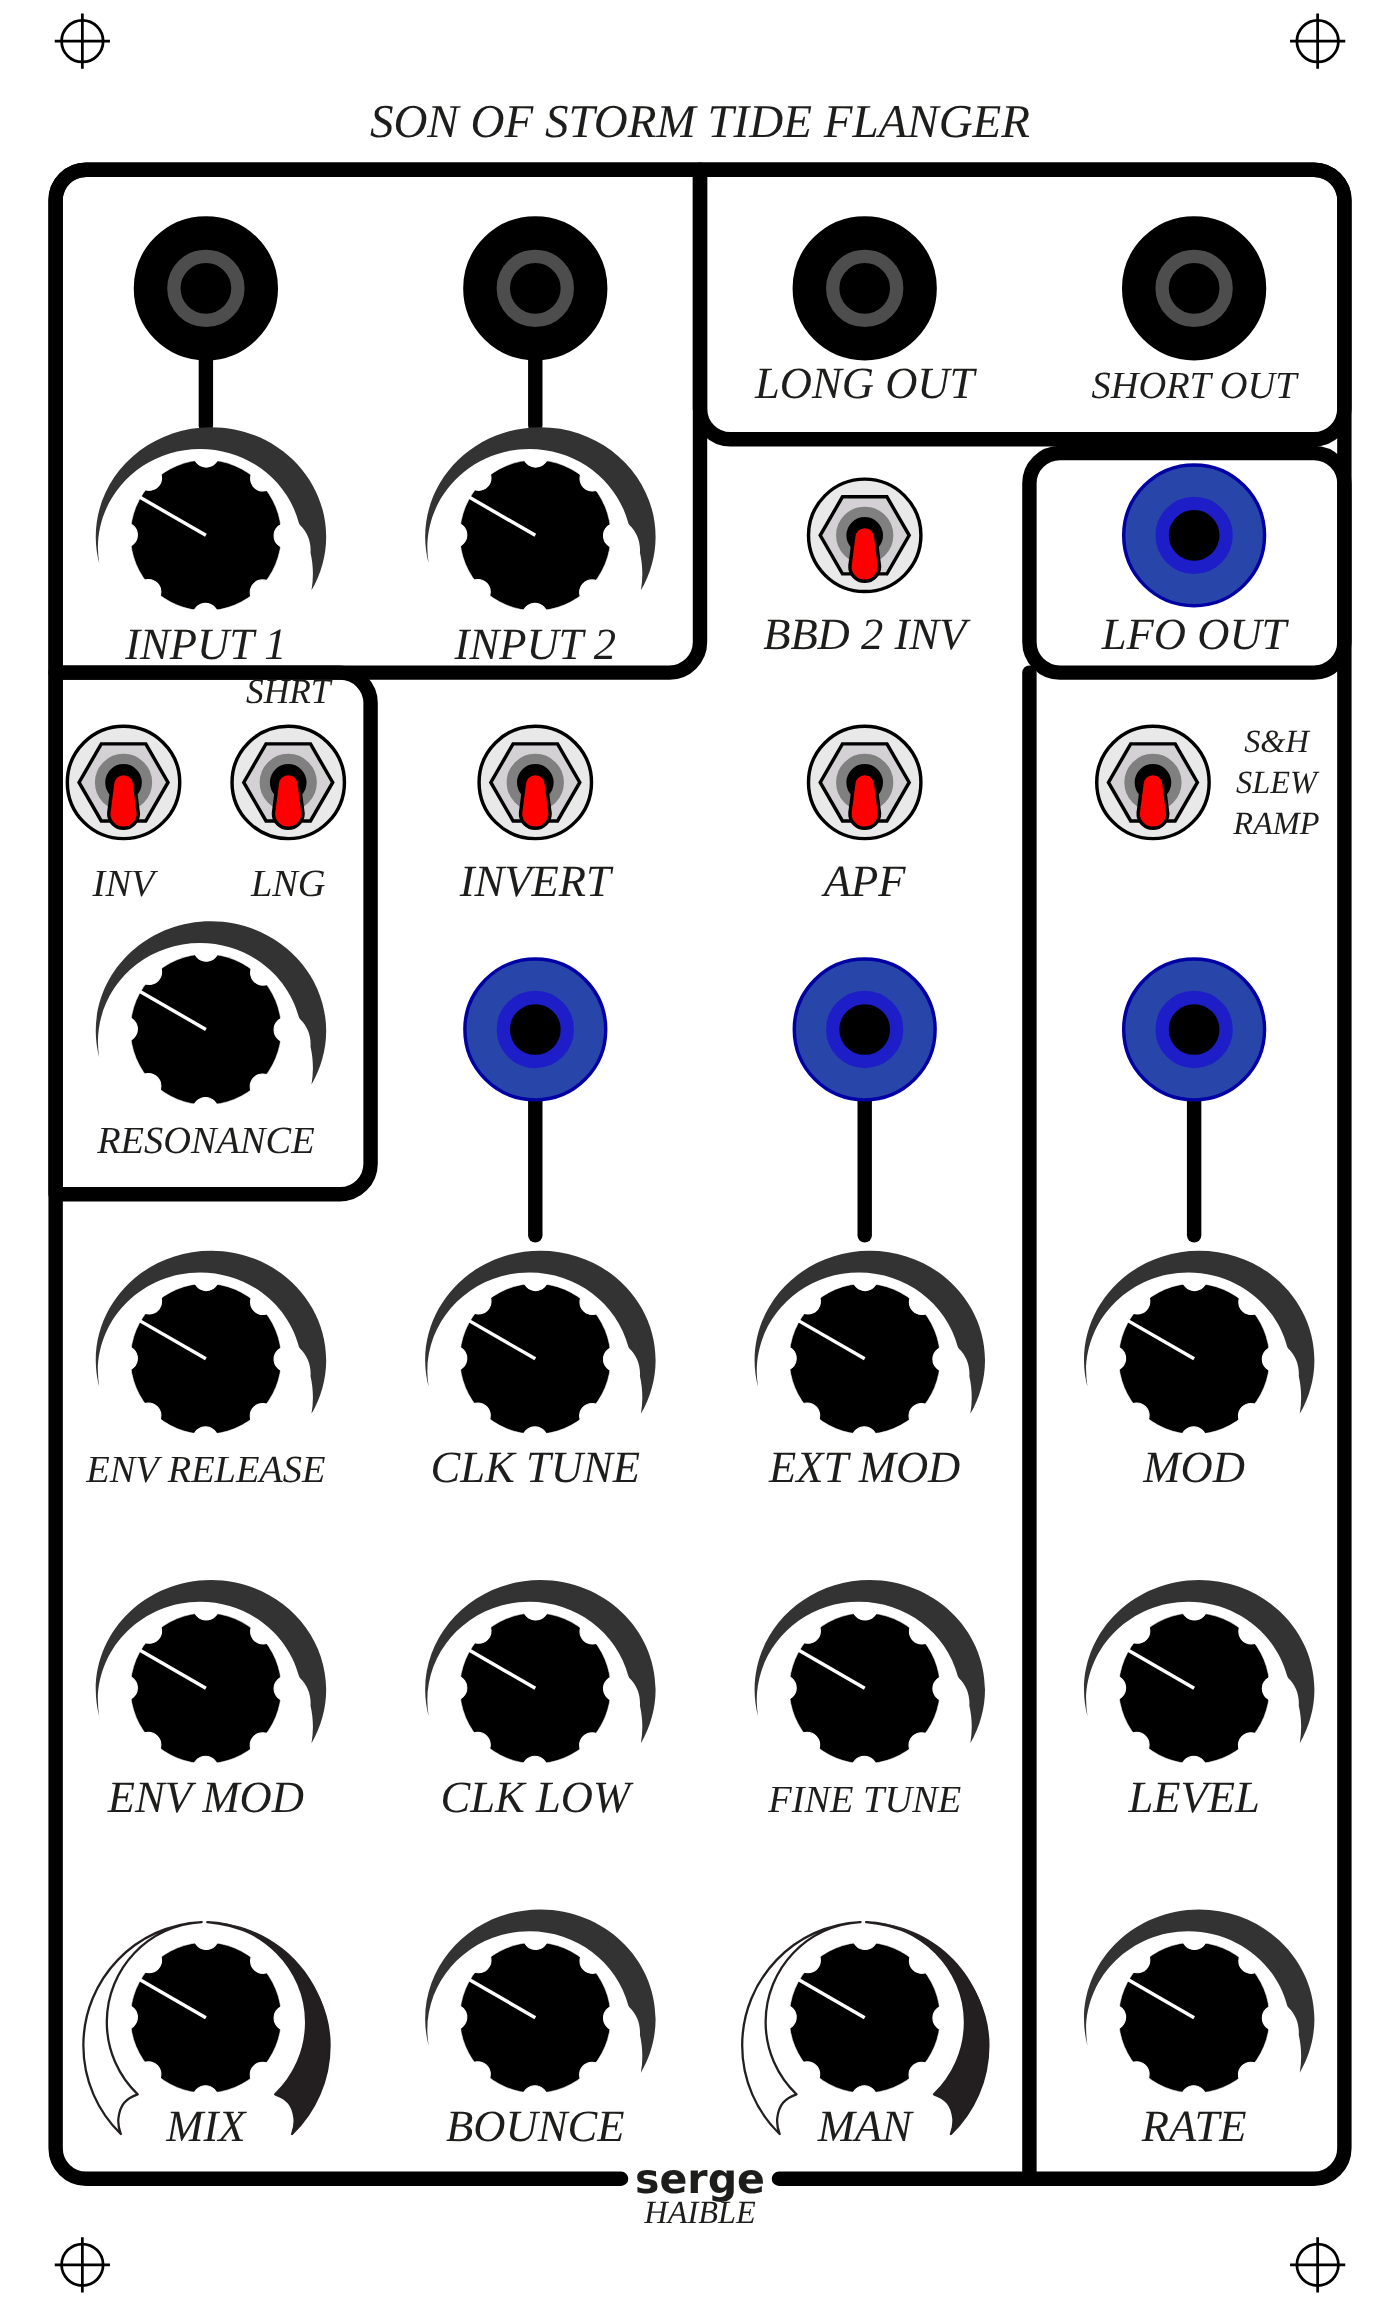 SON OF STORM TIDE FLANGER
LONG OUT
SHORT OUT
INPUT 1
INPUT 2
BBD 2 INV
LFO OUT
SHRT
INV
LNG
INVERT
APF
S&H
SLEW
RAMP
RESONANCE
ENV RELEASE
CLK TUNE
EXT MOD
MOD
ENV MOD
CLK LOW
FINE TUNE
LEVEL
MIX
BOUNCE
MAN
RATE
serge
HAIBLE